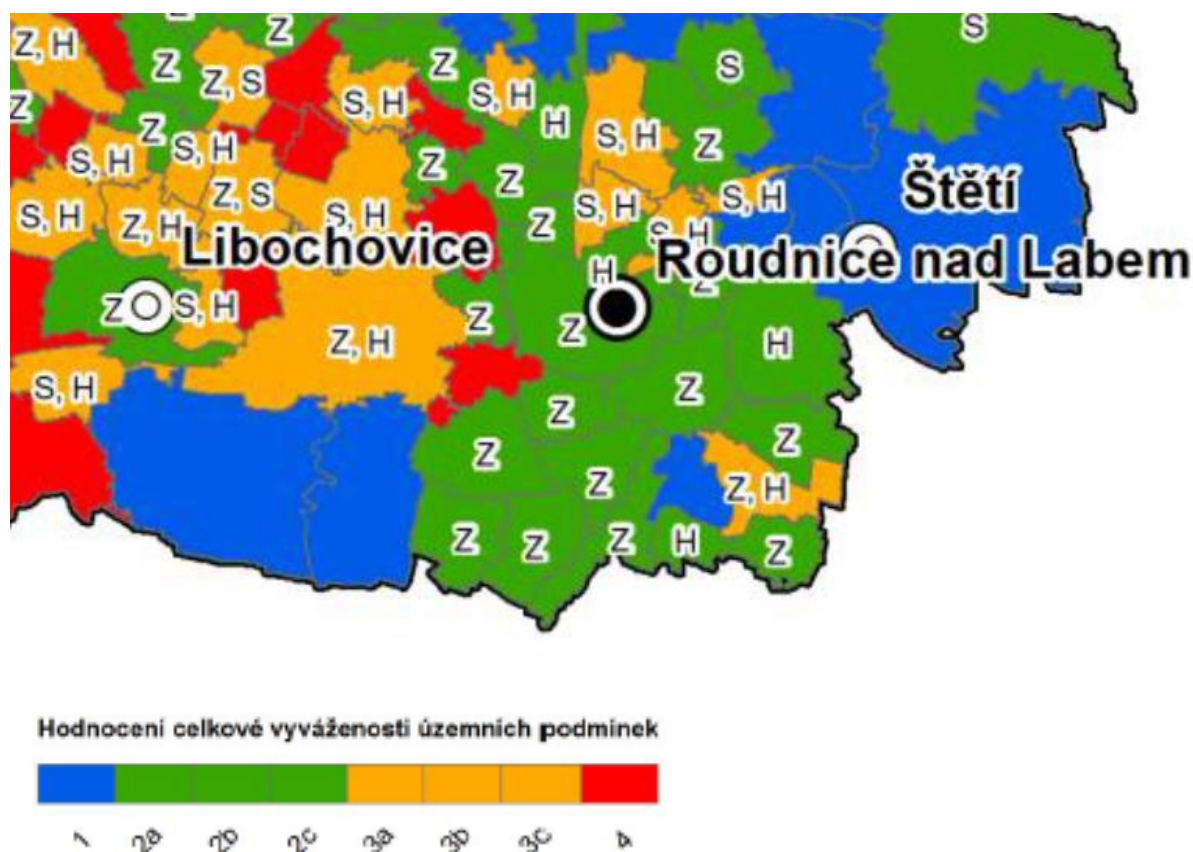 Z
S
Z, H
Z
Z, S
Z
S
S, H
S, H
Z
H
Z
S, H
Z
S, H
S, H
Z
Z
S, H
Z, S
S, H
S, H
Štětí
S, H
Z, H
S, H
Z
S, H
Libochovice
Roudnice nad Labem
H
Z
Z
S, H
Z
Z
Z, H
H
S, H
Z
Z
Z
Z
Z
Z, H
Z
Z
Z
H
Z
Hodnocení celkové vyváženosti územních podmínek
1 2a 2b 2c 3a 3b 3c 4